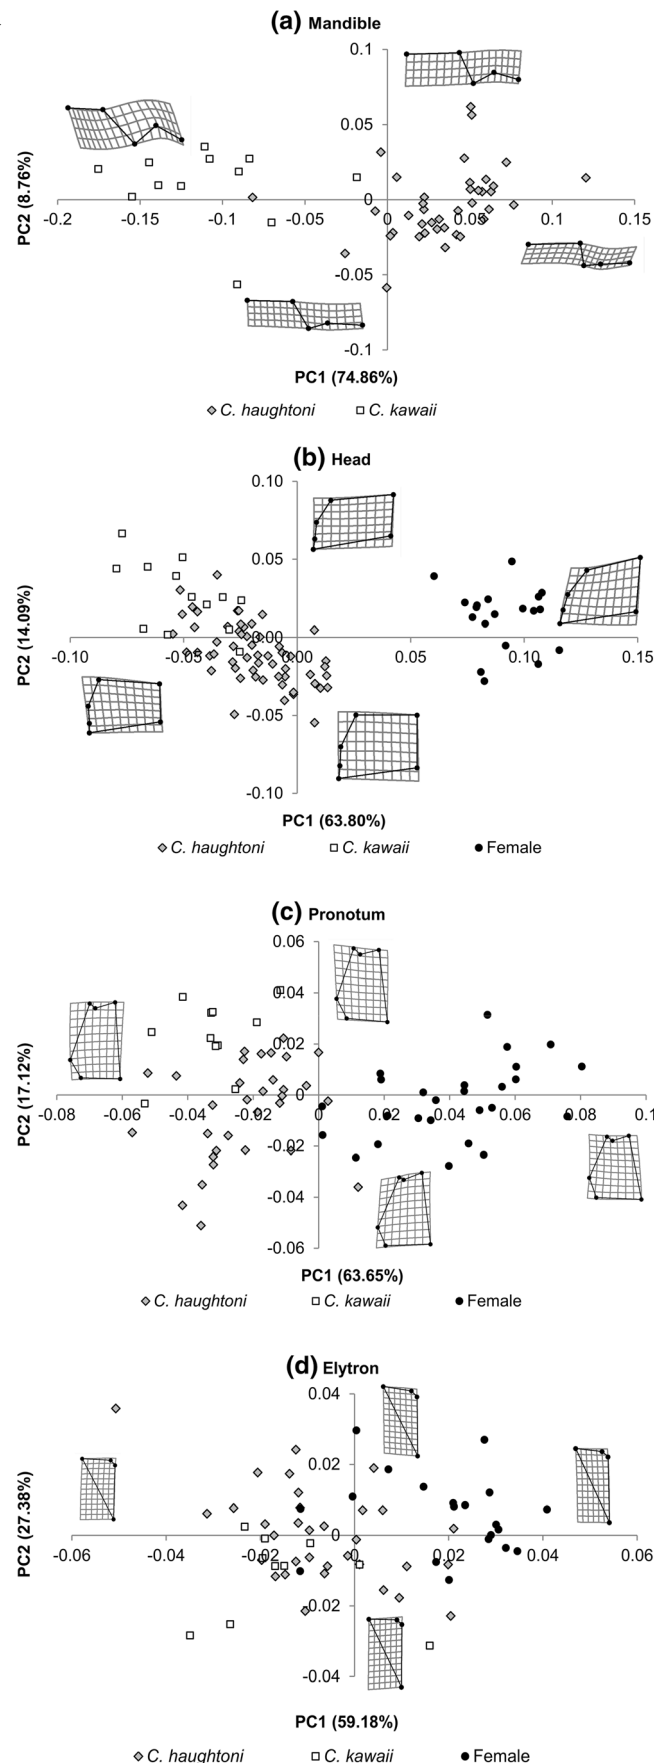 (a) Mandible
0.1
0.05
0
-0.05
-0.1
-0.2 -0.15 -0.1 -0.05 0 0.05 0.1 0.15
PC2 (8.76%)
PC1 (74.86%)
C. haughtoni C. kawaii
(b) Head
0.10
0.05
0.00
-0.05
-0.10
-0.10 -0.05 0.00 0.05 0.10 0.15
PC2 (14.09%)
PC1 (63.80%)
C. haughtoni C. kawaii Female
(c) Pronotum
0.06
0.04
0.02
0
-0.02
-0.04
-0.06
-0.08 -0.06 -0.04 -0.02 0 0.02 0.04 0.06 0.08 0.1
PC2 (17.12%)
PC1 (63.65%)
C. haughtoni C. kawaii Female
(d) Elytron
0.04
0.02
0
-0.02
-0.04
-0.06 -0.04 -0.02 0 0.02 0.04 0.06
PC2 (27.38%)
PC1 (59.18%)
C. haughtoni C. kawaii Female